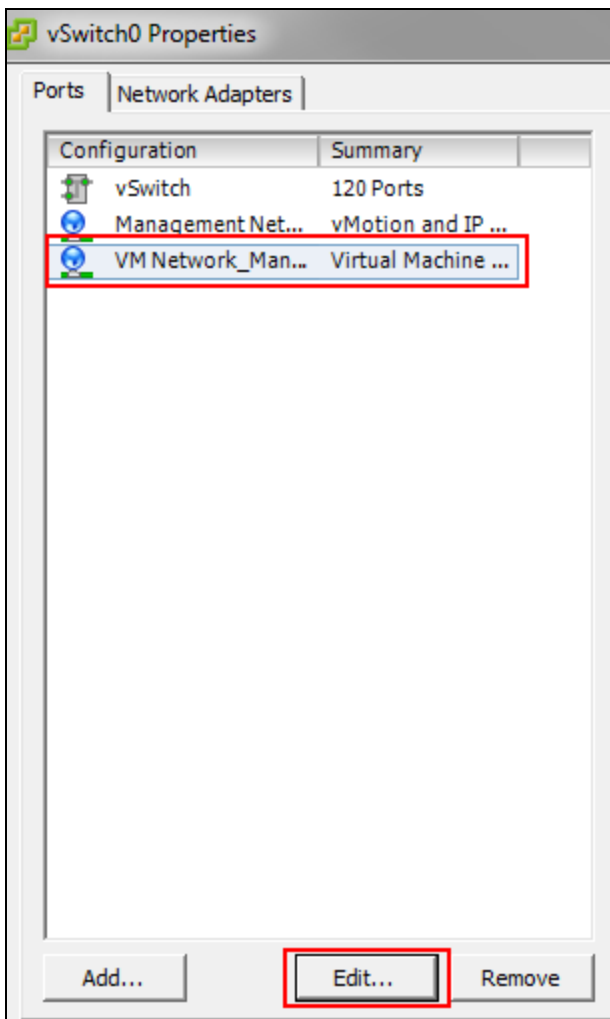 vSwitch0 Properties
Ports Network Adapters
Configuration Summary
vSwitch 120 Ports
Management Net... vMotion and IP ...
VM Network_Man... Virtual Machine ...
Add... Edit... Remove